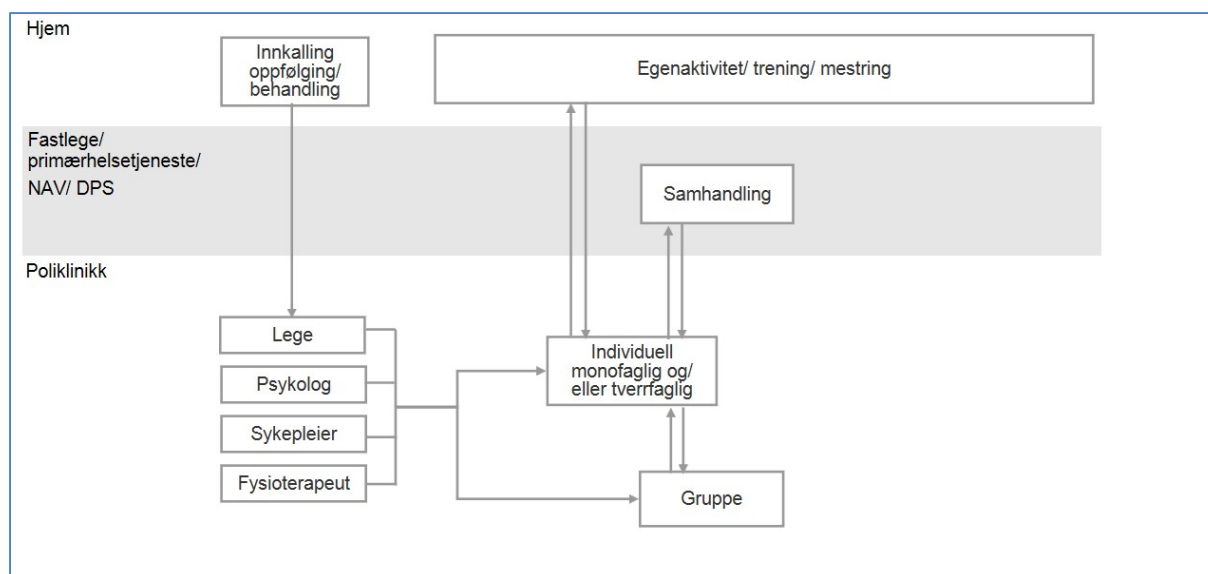 Hjem
Innkalling
oppfølging/
behandling
Egenaktivitet/ trening/ mestring
Fastlege/
primærhelsetjeneste/
NAV/ DPS
Samhandling
Poliklinikk
Lege
Psykolog
Sykepleier
Fysioterapeut
Individuell
monofaglig og/
eller tverrfaglig
Gruppe